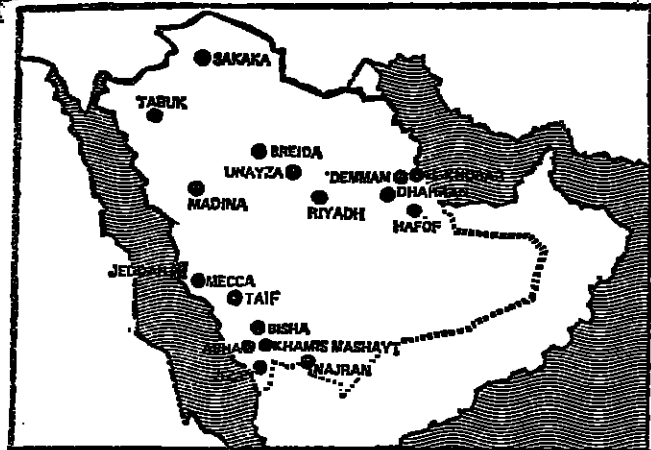 SAKAKA
TABUK
BREIDA
UNAYZA
DEMMAM
DHAHRAN
MADINA
RIYADH
HAFOF
JEDDAH
MECCA
TAIF
BISHA
ABHA
KHAMIS MASHAYT
NAJRAN